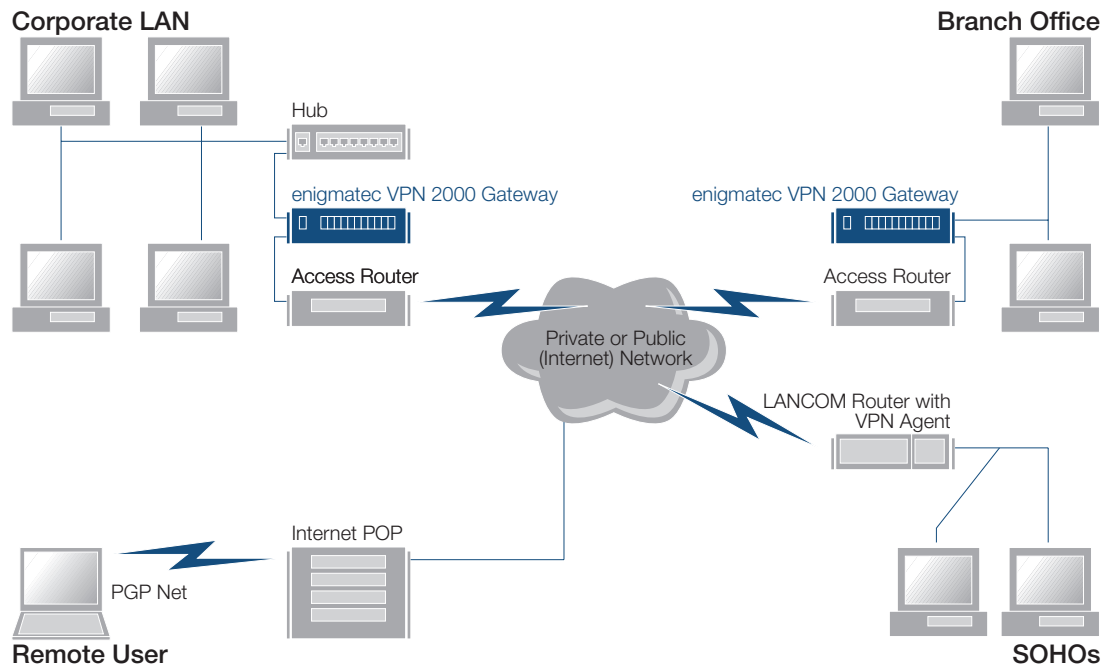 Corporate LAN
Branch Office
Hub
enigmatec VPN 2000 Gateway
enigmatec VPN 2000 Gateway
Access Router
Access Router
Private or Public
(Internet) Network
LANCOM Router with
VPN Agent
Internet POP
PGP Net
Remote User
SOHOs